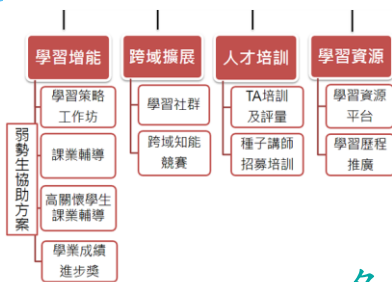 學習增能
跨域擴展
人才培訓
學習資源
弱勢生協助方案
學習策略
工作坊
課業輔導
高關懷學生
課業輔導
學業成績
進步獎
學習社群
跨域知能
競賽
TA培訓
及評量
種子講師
招募培訓
學習資源
平台
學習歷程
推廣